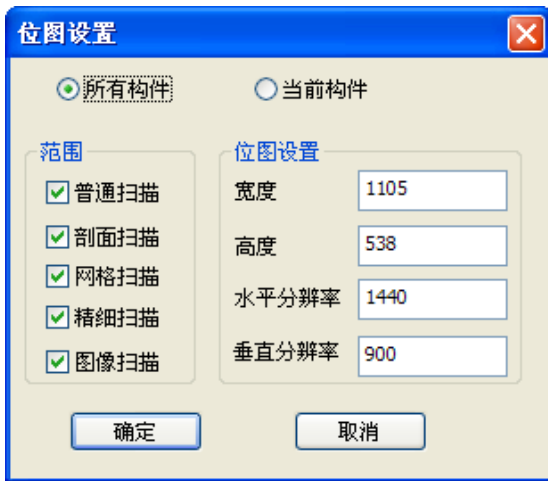 位图设置
所有构件 当前构件
范围
普通扫描
剖面扫描
网格扫描
精细扫描
图像扫描
位图设置
宽度 1105
高度 538
水平分辨率 1440
垂直分辨率 900
确定 取消